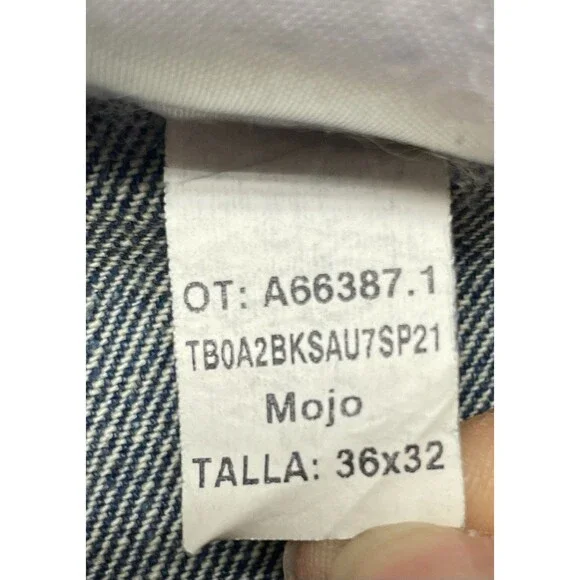 OT: A66387.1
TB0A2BKSAU7SP21
Mojo
TALLA: 36x32